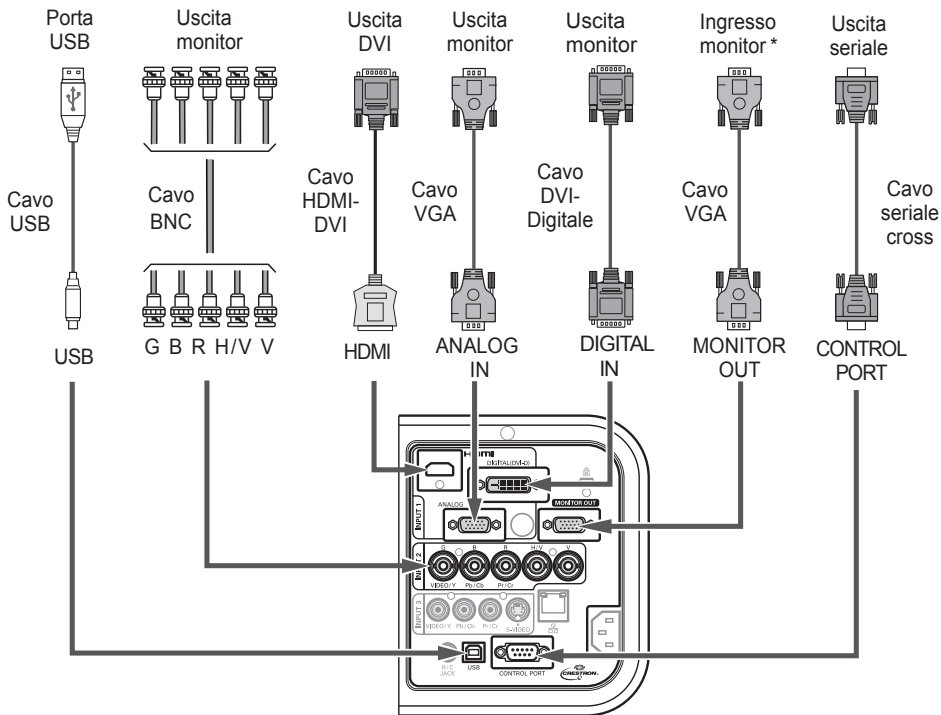 Porta
USB
Uscita
monitor
Uscita
DVI
Uscita
monitor
Uscita
monitor
Ingresso
monitor *
Uscita
seriale
Cavo
USB
Cavo
BNC
Cavo
HDMI-
DVI
Cavo
VGA
Cavo
DVI-
Digitale
Cavo
VGA
Cavo
seriale
cross
USB
G B R H/V V
HDMI
ANALOG
IN
DIGITAL
IN
MONITOR
OUT
CONTROL
PORT
HDMI
DIGITAL(DVI-D)
INPUT 1
ANALOG
MONITOR OUT
INPUT 2
G B R H/V V
VIDEO/Y Pb/Cb Pr/Cr
INPUT 3
VIDEO/Y Pb/Cb Pr/Cr S-VIDEO
R/C
JACK
USB
CONTROL PORT
CRESTRON